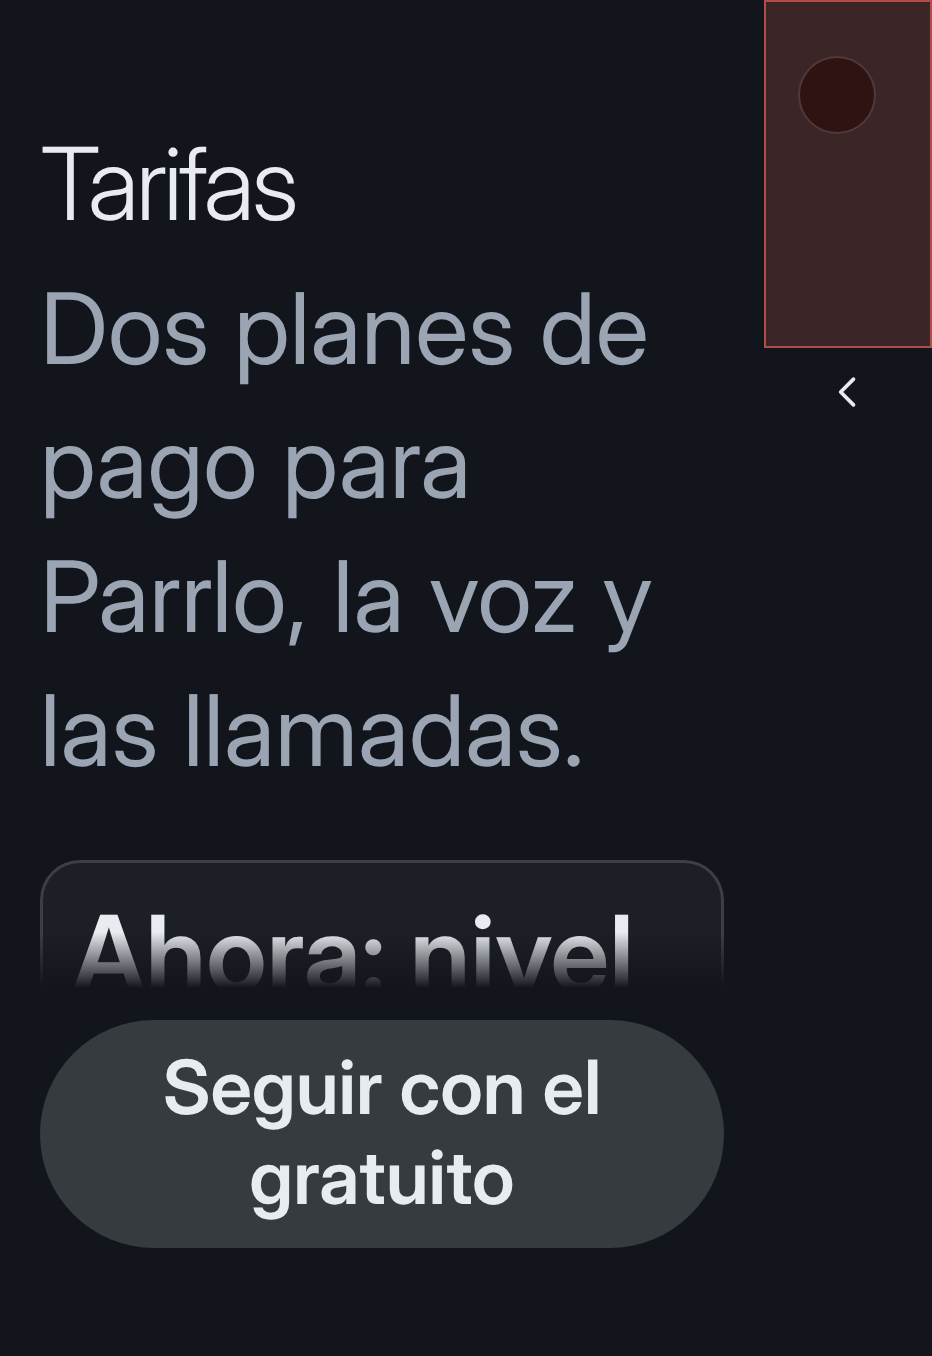 Tarifas
Dos planes de
pago para
Parrlo, la voz y
las llamadas.
Ahora: nivel
Seguir con el
gratuito